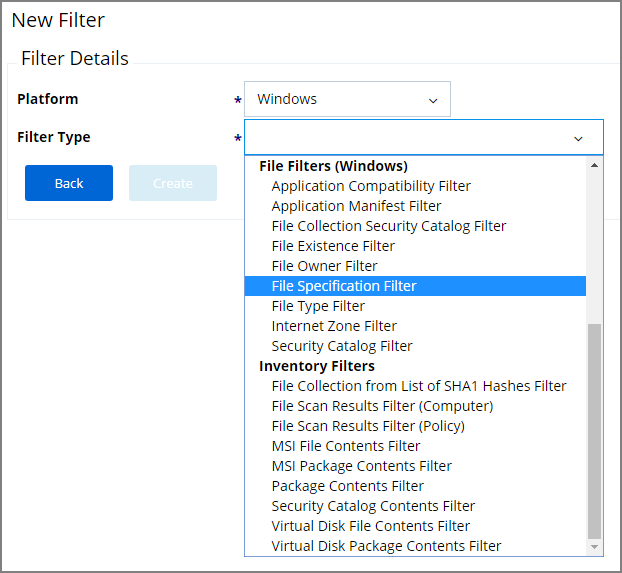 New Filter
Filter Details
Platform * Windows
Filter Type *
Back Create
File Filters (Windows)
Application Compatibility Filter
Application Manifest Filter
File Collection Security Catalog Filter
File Existence Filter
File Owner Filter
File Specification Filter
File Type Filter
Internet Zone Filter
Security Catalog Filter
Inventory Filters
File Collection from List of SHA1 Hashes Filter
File Scan Results Filter (Computer)
File Scan Results Filter (Policy)
MSI File Contents Filter
MSI Package Contents Filter
Package Contents Filter
Security Catalog Contents Filter
Virtual Disk File Contents Filter
Virtual Disk Package Contents Filter